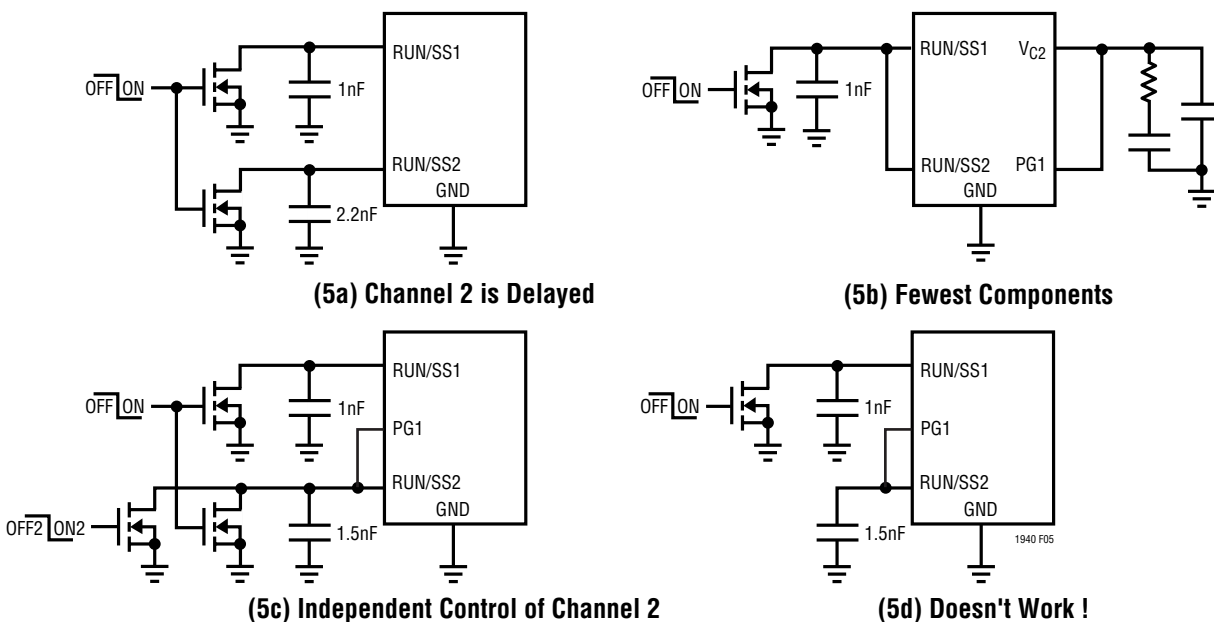 OFF ON
RUN/SS1
1nF
RUN/SS2
2.2nF
GND
(5a) Channel 2 is Delayed
OFF ON
1nF
RUN/SS1
VC2
RUN/SS2
PG1
GND
(5b) Fewest Components
OFF ON
RUN/SS1
1nF
PG1
RUN/SS2
OFF2 ON2
1.5nF
GND
(5c) Independent Control of Channel 2
OFF ON
RUN/SS1
1nF
PG1
RUN/SS2
1.5nF
GND
1940 F05
(5d) Doesn't Work !